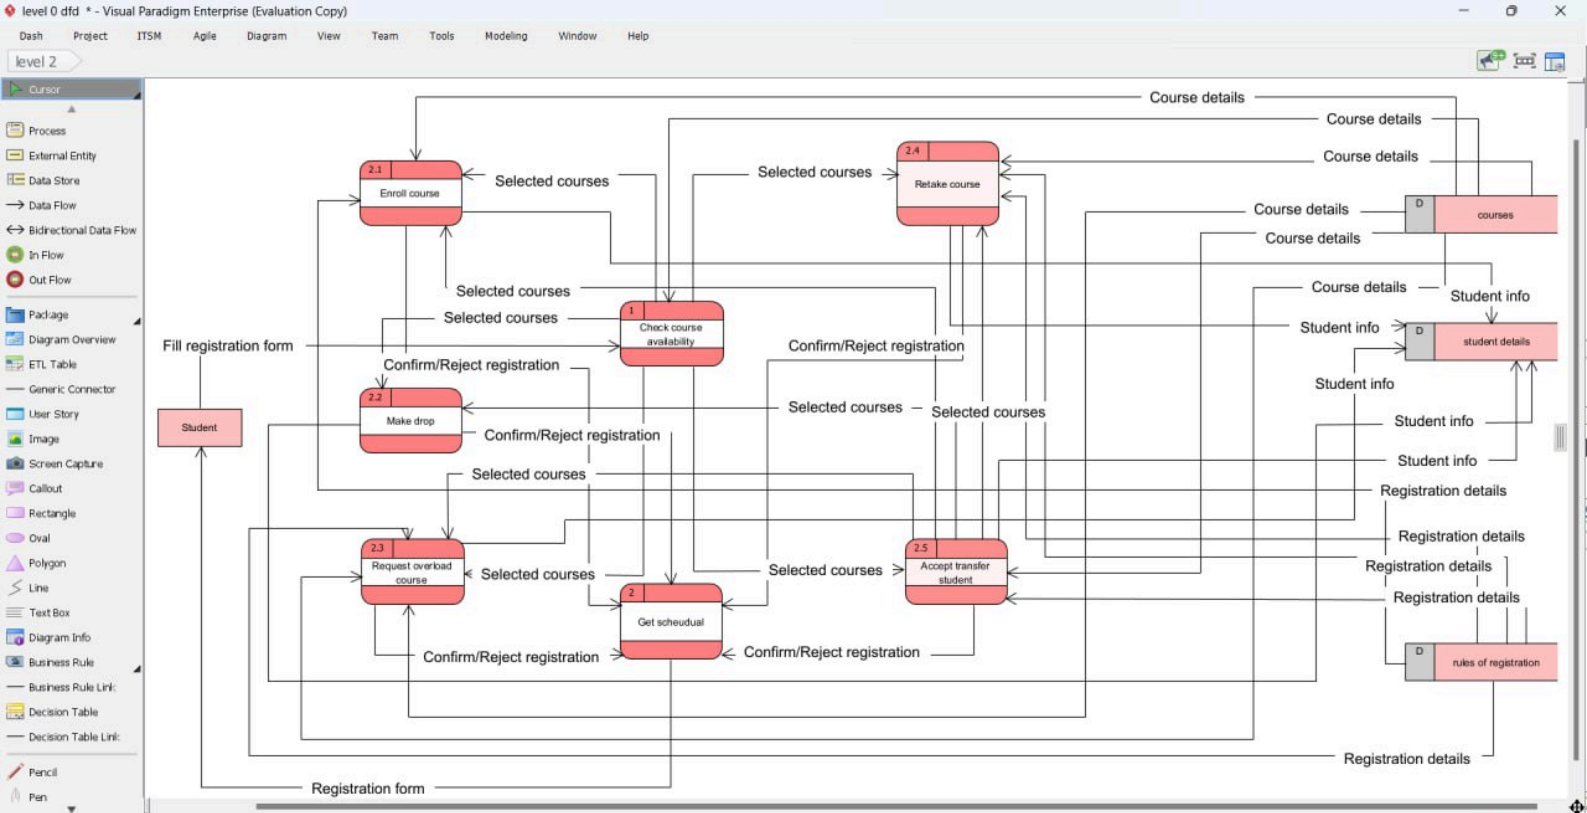 level 0 dfd * - Visual Paradigm Enterprise (Evaluation Copy)
Dash Project ITSM Agile Diagram View Team Tools Modeling Window Help
level 2
Cursor
Process
External Entity
Data Store
Data Flow
Bidirectional Data Flow
In Flow
Out Flow
Package
Diagram Overview
ETL Table
Generic Connector
User Story
Image
Screen Capture
Callout
Rectangle
Oval
Polygon
Line
Text Box
Diagram Info
Business Rule
Business Rule Link
Decision Table
Decision Table Link
Pencil
Pen
Course details
Course details
Course details
2.1
Enroll course
Selected courses
Selected courses
2.4
Retake course
Course details
Course details
D
courses
Selected courses
Course details
Student info
1
Check course
availability
Selected courses
Student info
D
student details
Fill registration form
Confirm/Reject registration
Confirm/Reject registration
Student info
2.2
Make drop
Selected courses
Selected courses
Student
Confirm/Reject registration
Student info
Selected courses
Student info
Registration details
2.3
Request overload
course
Selected courses
Selected courses
2.5
Accept transfer
student
Registration details
Registration details
Registration details
2
Get scheudual
Confirm/Reject registration
Confirm/Reject registration
D
rules of registration
Registration details
Registration form